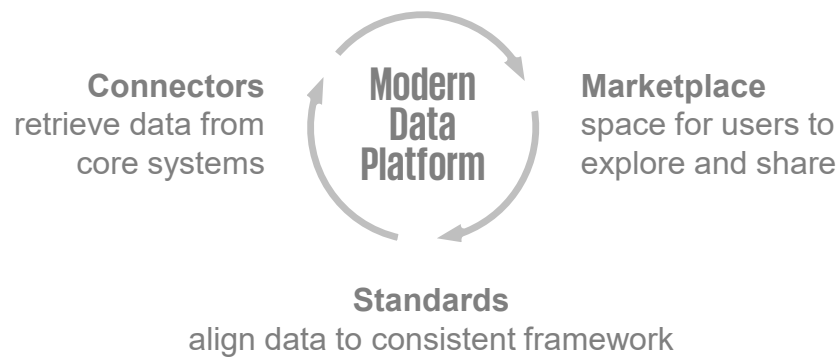 Connectors
retrieve data from
core systems
Modern
Data
Platform
Marketplace
space for users to
explore and share
Standards
align data to consistent framework